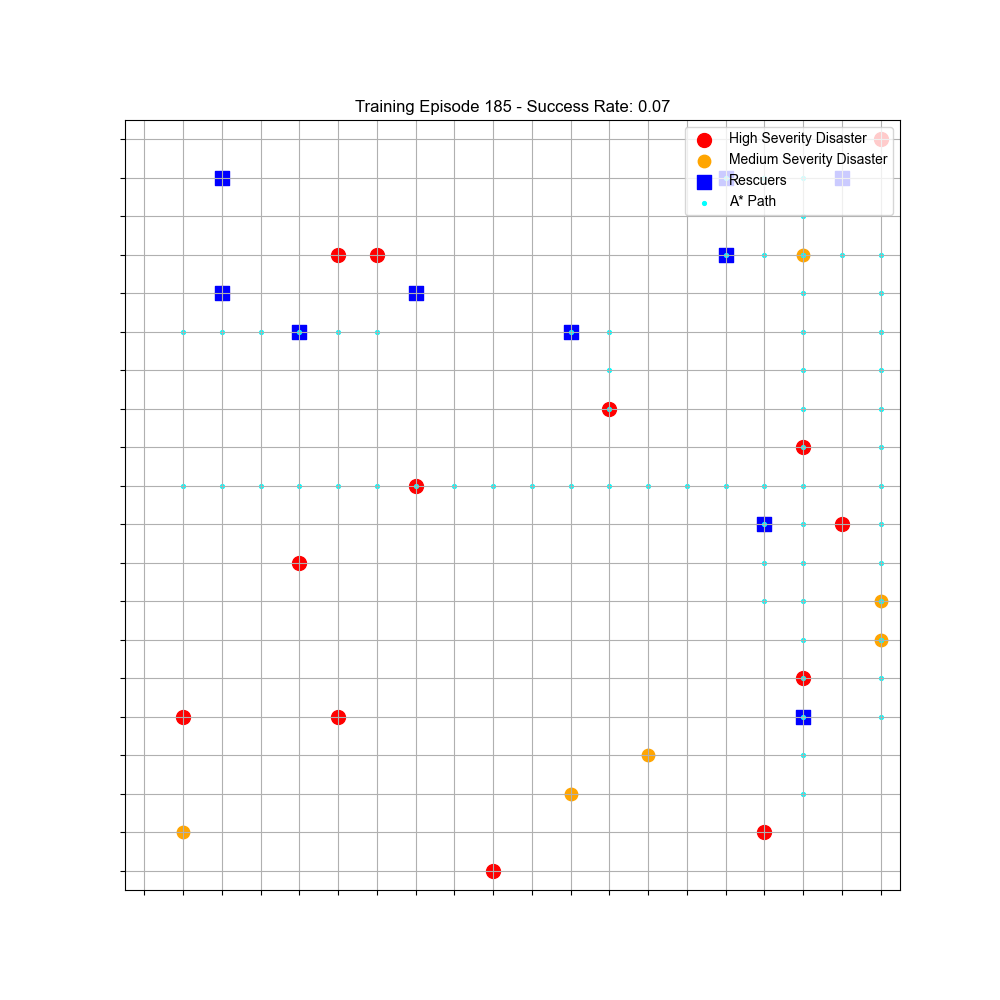 Training Episode 185 - Success Rate: 0.07
High Severity Disaster
Medium Severity Disaster
Rescuers
A* Path